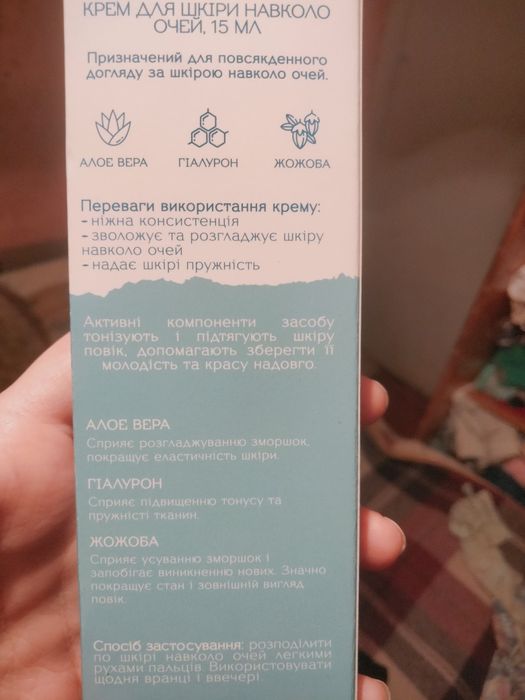 КРЕМ ДЛЯ ШКІРИ НАВКОЛО
ОЧЕЙ, 15 МЛ
Призначений для повсякденного
догляду за шкірою навколо очей.
АЛОЕ ВЕРА ГІАЛУРОН ЖОЖОБА
Переваги використання крему:
- ніжна консистенція
- зволожує та розгладжує шкіру
навколо очей
- надає шкірі пружність
Активні компоненти засобу
тонізують і підтягують шкіру
повік, допомагають зберегти її
молодість та красу надовго.
АЛОЕ ВЕРА
Сприяє розгладжуванню зморшок,
покращує еластичність шкіри.
ГІАЛУРОН
Сприяє підвищенню тонусу та
пружності тканин.
ЖОЖОБА
Сприяє усуванню зморшок і
запобігає виникненню нових. Значно
покращує стан і зовнішній вигляд
повік.
Спосіб застосування: розподілити
по шкірі навколо очей легкими
рухами пальців. Використовувати
щодня вранці і ввечері.